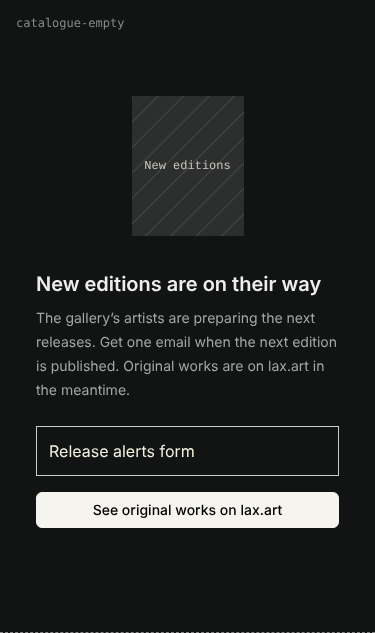 catalogue-empty
New editions
New editions are on their way
The gallery’s artists are preparing the next
releases. Get one email when the next edition
is published. Original works are on lax.art in
the meantime.
Release alerts form
See original works on lax.art